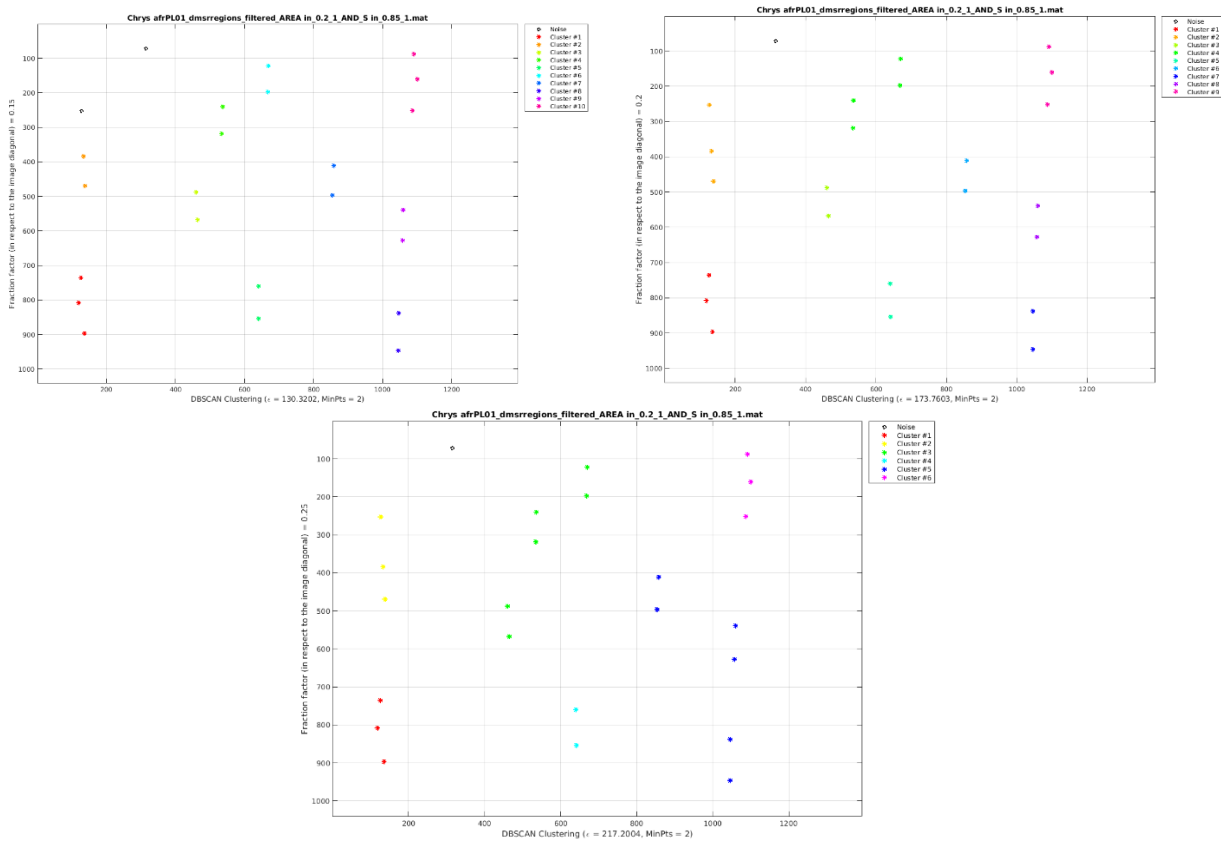 Chrys afrPL01_dmsrregions_filtered_AREA in_0.2_1_AND_S in_0.85_1.mat
Fraction factor (in respect to the image diagonal) = 0.15
100
200
300
400
500
600
700
800
900
1000
200 400 600 800 1000 1200
DBSCAN Clustering (ε = 130.3202, MinPts = 2)
Noise
Cluster #1
Cluster #2
Cluster #3
Cluster #4
Cluster #5
Cluster #6
Cluster #7
Cluster #8
Cluster #9
Cluster #10
Chrys afrPL01_dmsrregions_filtered_AREA in_0.2_1_AND_S in_0.85_1.mat
Fraction factor (in respect to the image diagonal) = 0.2
100
200
300
400
500
600
700
800
900
1000
200 400 600 800 1000 1200
DBSCAN Clustering (ε = 173.7603, MinPts = 2)
Noise
Cluster #1
Cluster #2
Cluster #3
Cluster #4
Cluster #5
Cluster #6
Cluster #7
Cluster #8
Cluster #9
Chrys afrPL01_dmsrregions_filtered_AREA in_0.2_1_AND_S in_0.85_1.mat
Fraction factor (in respect to the image diagonal) = 0.25
100
200
300
400
500
600
700
800
900
1000
200 400 600 800 1000 1200
DBSCAN Clustering (ε = 217.2004, MinPts = 2)
Noise
Cluster #1
Cluster #2
Cluster #3
Cluster #4
Cluster #5
Cluster #6